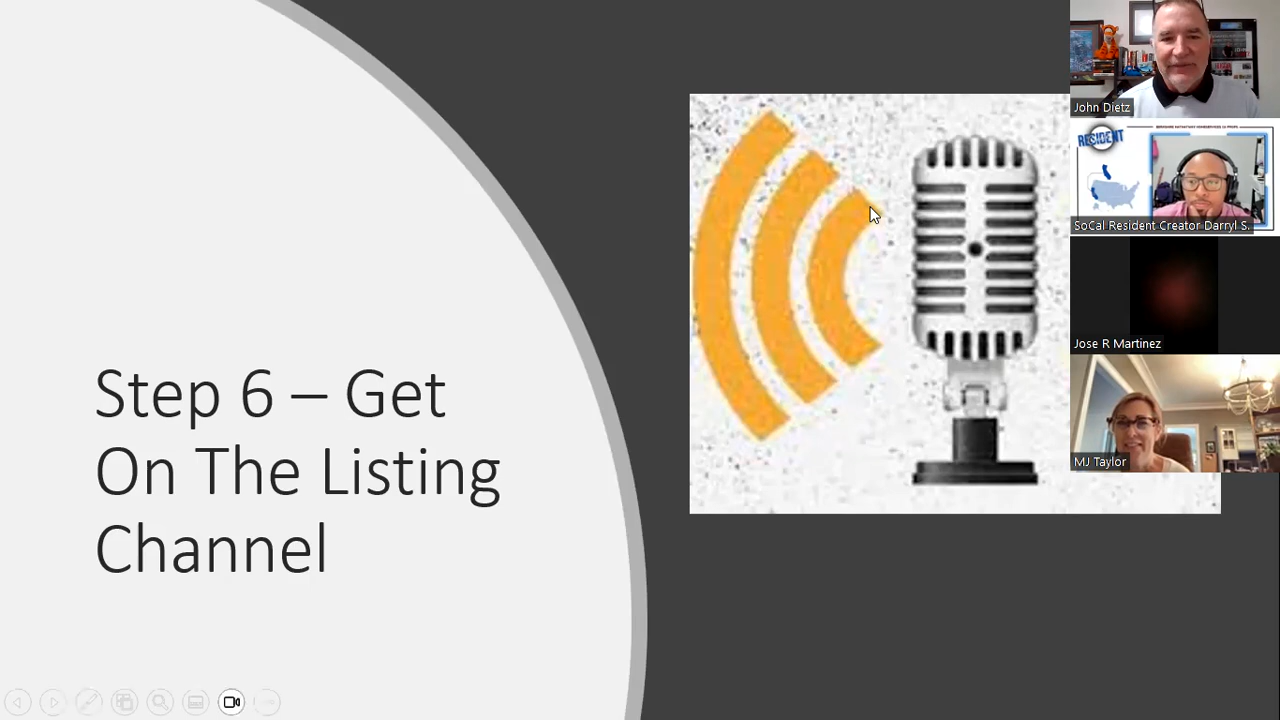 Step 6 – Get
On The Listing
Channel
John Dietz
RESIDENT
SoCal Resident Creator Darryl S.
Jose R Martinez
MJ Taylor